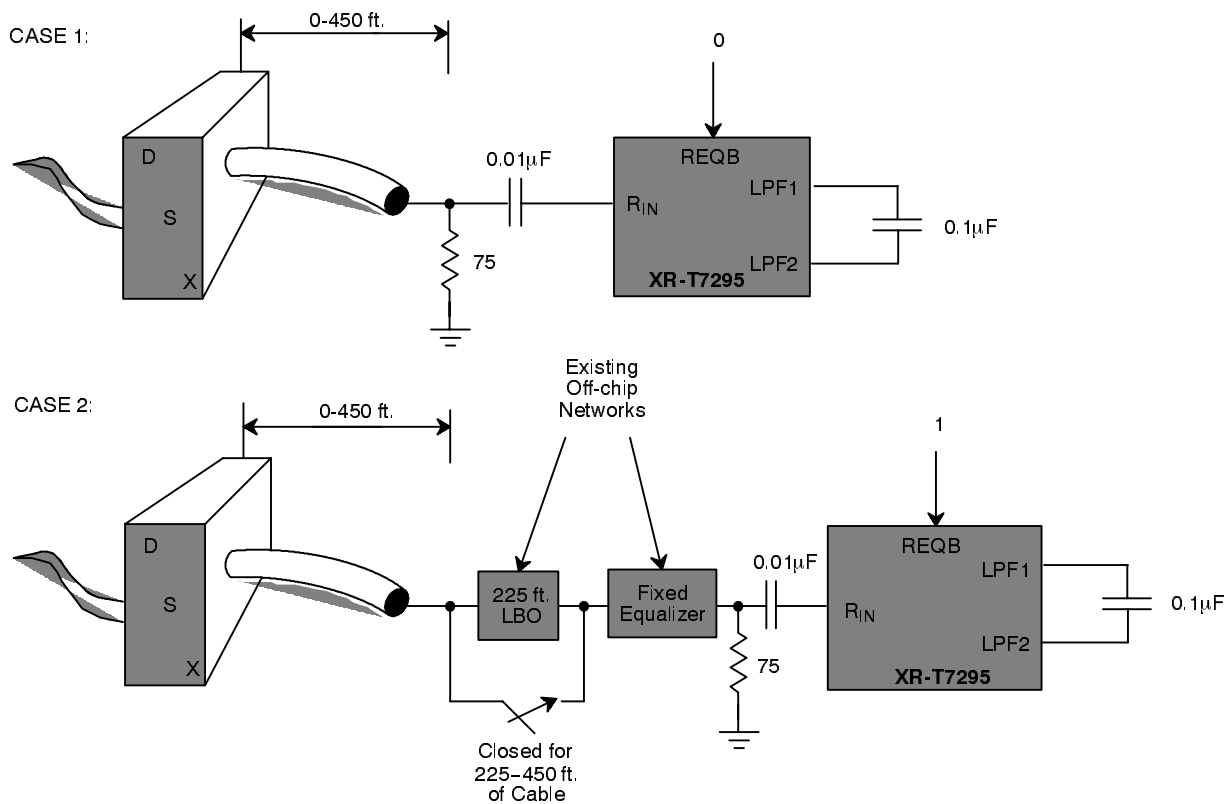 CASE 1:
0-450 ft.
0
D
S
X
0.01μF
75
REQB
R_IN
LPF1
LPF2
XR-T7295
0.1μF
CASE 2:
0-450 ft.
Existing
Off-chip
Networks
1
D
S
X
225 ft.
LBO
Fixed
Equalizer
0.01μF
75
REQB
R_IN
LPF1
LPF2
XR-T7295
0.1μF
Closed for
225–450 ft.
of Cable